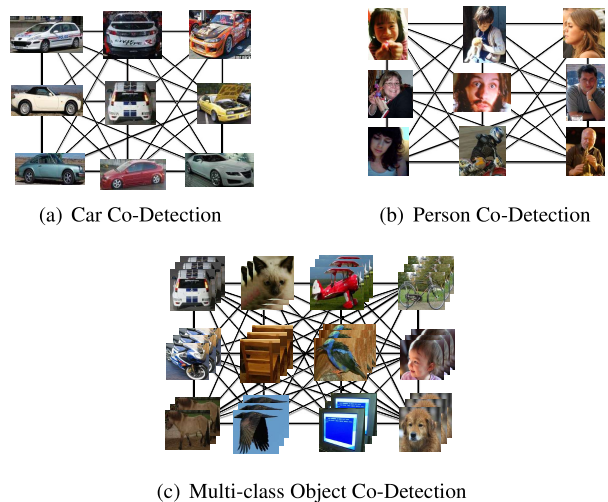 (a) Car Co-Detection
(b) Person Co-Detection
(c) Multi-class Object Co-Detection